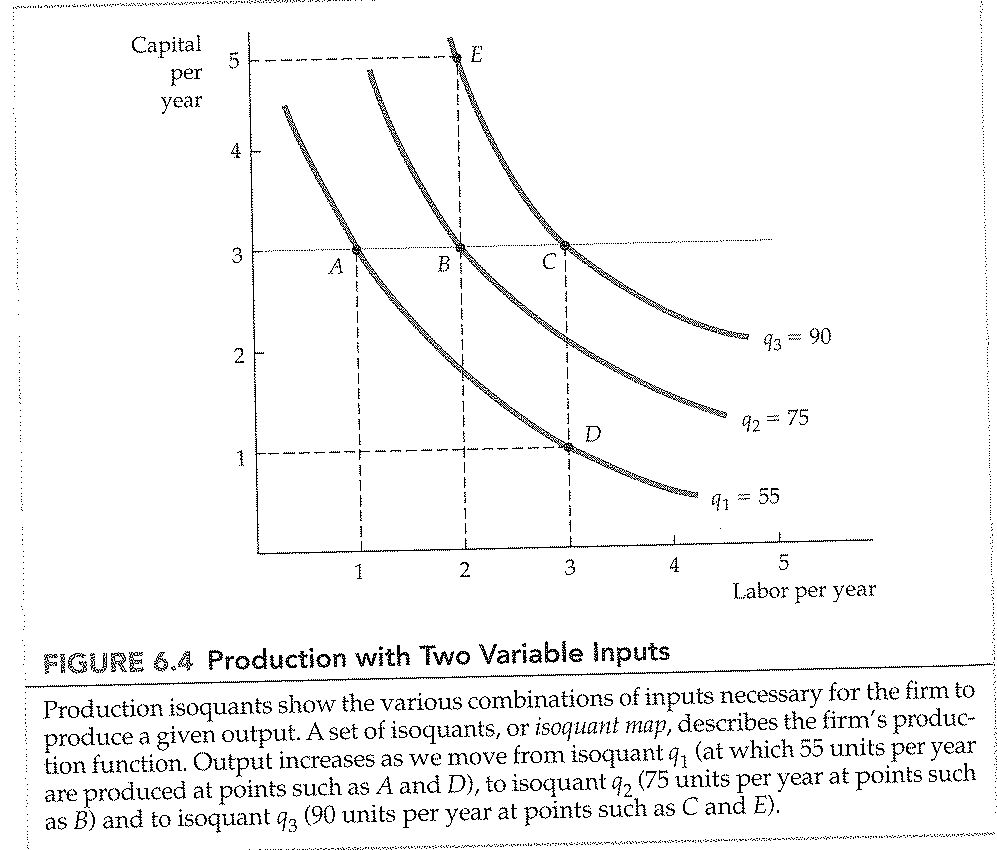 Capital
per
year
5
E
4
3
A
B
C
2
q3 = 90
q2 = 75
D
1
q1 = 55
1
2
3
4
5
Labor per year
FIGURE 6.4 Production with Two Variable Inputs
Production isoquants show the various combinations of inputs necessary for the firm to
produce a given output. A set of isoquants, or isoquant map, describes the firm's produc-
tion function. Output increases as we move from isoquant q1 (at which 55 units per year
are produced at points such as A and D), to isoquant q2 (75 units per year at points such
as B) and to isoquant q3 (90 units per year at points such as C and E).